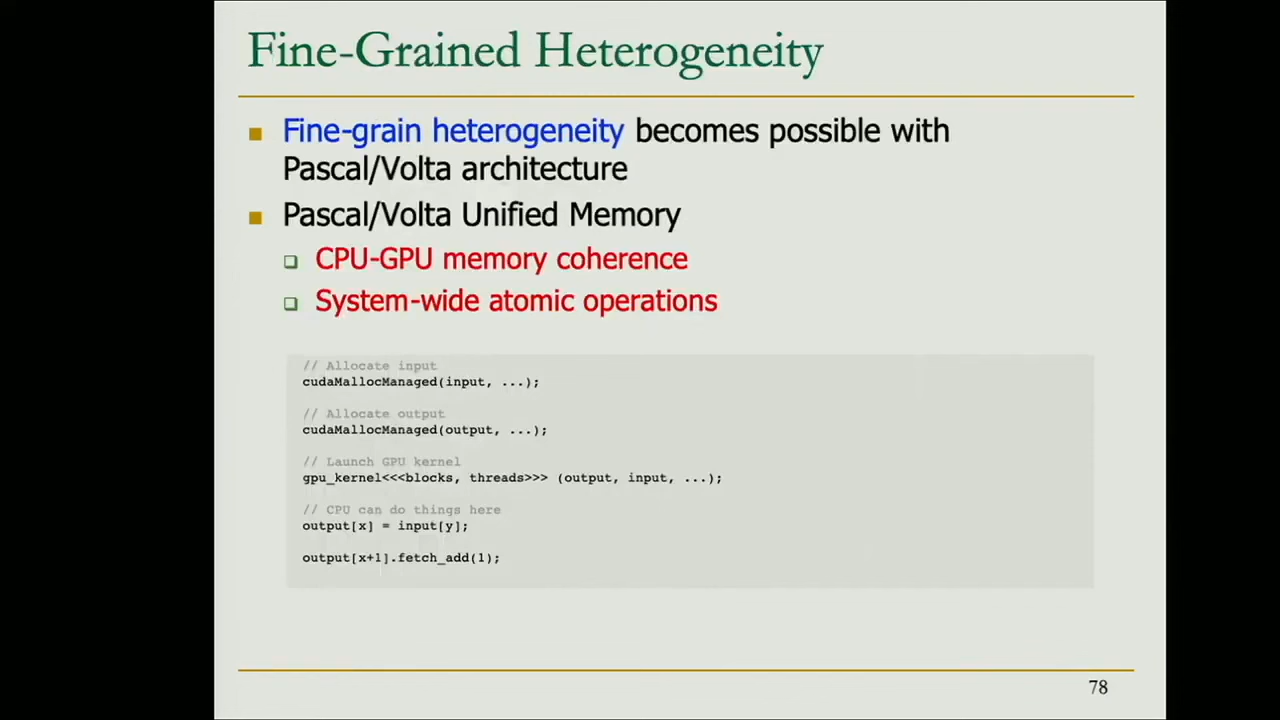 Fine-Grained Heterogeneity
Fine-grain heterogeneity becomes possible with
Pascal/Volta architecture
Pascal/Volta Unified Memory
CPU-GPU memory coherence
System-wide atomic operations
// Allocate input
cudaMallocManaged(input, ...);
// Allocate output
cudaMallocManaged(output, ...);
// Launch GPU kernel
gpu_kernel<<<blocks, threads>>> (output, input, ...);
// CPU can do things here
output[x] = input[y];
output[x+1].fetch_add(1);
78